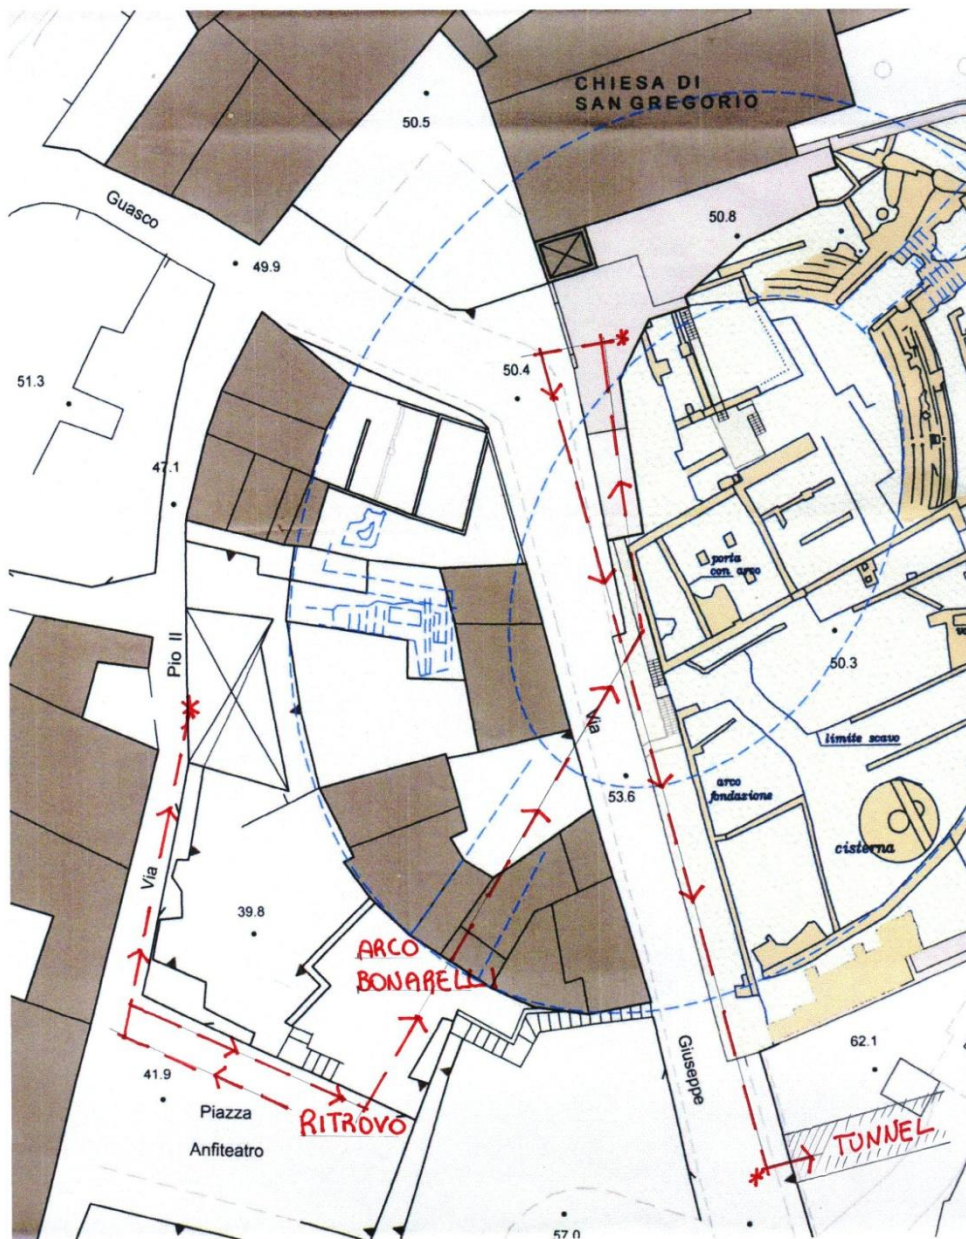 CHIESA DI
SAN GREGORIO
50.5
Guasco
50.8
49.9
50.4
51.3
47.1
porta
con arco
50.3
Pio II
Via
limite scavo
53.6
arco
fondazione
cisterna
Via
39.8
ARCO
BONARELLI
Giuseppe
62.1
41.9
Piazza
Anfiteatro
RITROVO
TUNNEL
57.0